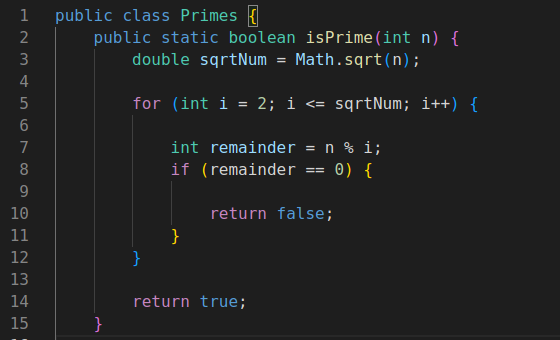 1 public class Primes {
2 public static boolean isPrime(int n) {
3 double sqrtNum = Math.sqrt(n);
4
5 for (int i = 2; i <= sqrtNum; i++) {
6
7 int remainder = n % i;
8 if (remainder == 0) {
9
10 return false;
11 }
12 }
13
14 return true;
15 }